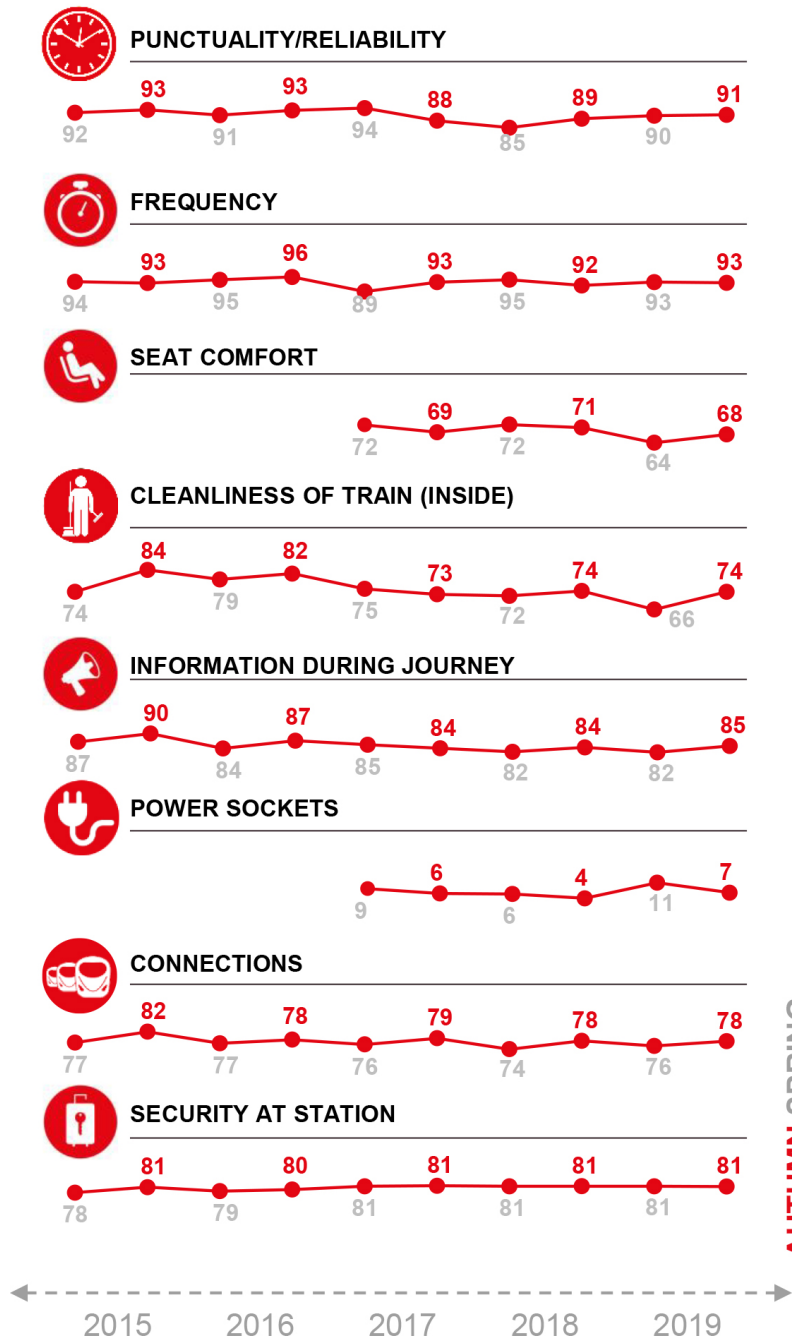 PUNCTUALITY/RELIABILITY
93 93 88 89 91
92 91 94 85 90
FREQUENCY
93 96 93 92 93
94 95 89 95 93
SEAT COMFORT
69 71 68
72 72 64
CLEANLINESS OF TRAIN (INSIDE)
84 82 73 74 74
74 79 75 72 66
INFORMATION DURING JOURNEY
90 87 84 84 85
87 84 85 82 82
POWER SOCKETS
6 4 7
9 6 11
CONNECTIONS
82 78 79 78 78
77 77 76 74 76
SECURITY AT STATION
81 80 81 81 81
78 79 81 81 81
AUTUMN SPRING
2015 2016 2017 2018 2019